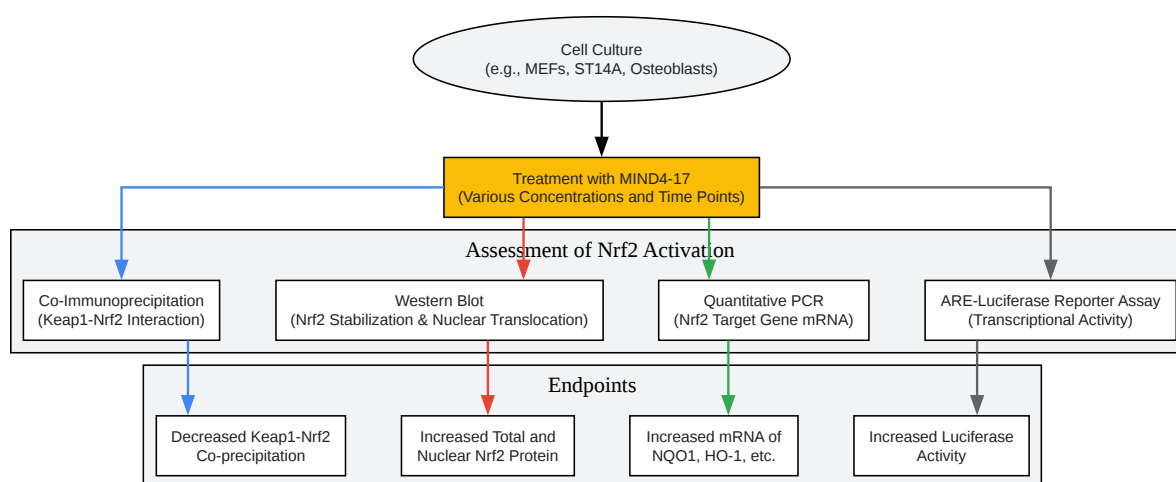 Cell Culture
(e.g., MEFs, ST14A, Osteoblasts)
Treatment with MIND4-17
(Various Concentrations and Time Points)
Assessment of Nrf2 Activation
Co-Immunoprecipitation
(Keap1-Nrf2 Interaction)
Western Blot
(Nrf2 Stabilization & Nuclear Translocation)
Quantitative PCR
(Nrf2 Target Gene mRNA)
ARE-Luciferase Reporter Assay
(Transcriptional Activity)
Endpoints
Decreased Keap1-Nrf2
Co-precipitation
Increased Total and
Nuclear Nrf2 Protein
Increased mRNA of
NQO1, HO-1, etc.
Increased Luciferase
Activity